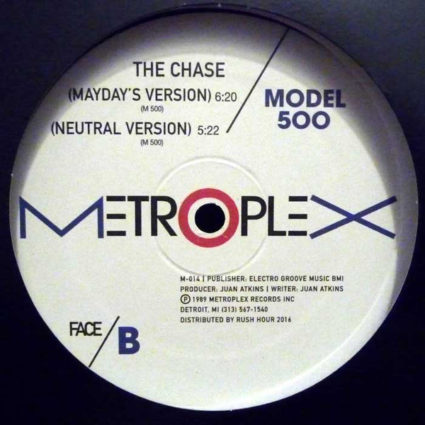 THE CHASE
(MAYDAY'S VERSION) 6:20
(M 500)
(NEUTRAL VERSION) 5:22
(M 500)
MODEL
500
METROPLEX
M-014 | PUBLISHER: ELECTRO GROOVE MUSIC BMI
PRODUCER: JUAN ATKINS | WRITER: JUAN ATKINS
Ⓟ 1989 METROPLEX RECORDS INC
DETROIT, MI (313) 567-1540
DISTRIBUTED BY RUSH HOUR 2016
FACE/B